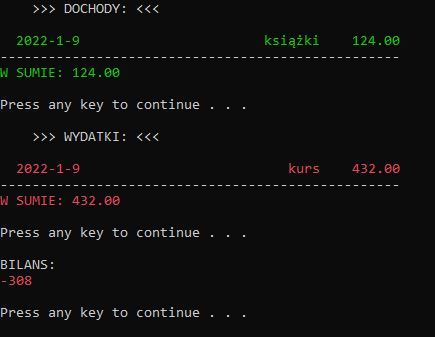 >>> DOCHODY: <<<
2022-1-9 książki 124.00
--------------------------------------------------
W SUMIE: 124.00
Press any key to continue . . .
>>> WYDATKI: <<<
2022-1-9 kurs 432.00
--------------------------------------------------
W SUMIE: 432.00
Press any key to continue . . .
BILANS:
-308
Press any key to continue . . .